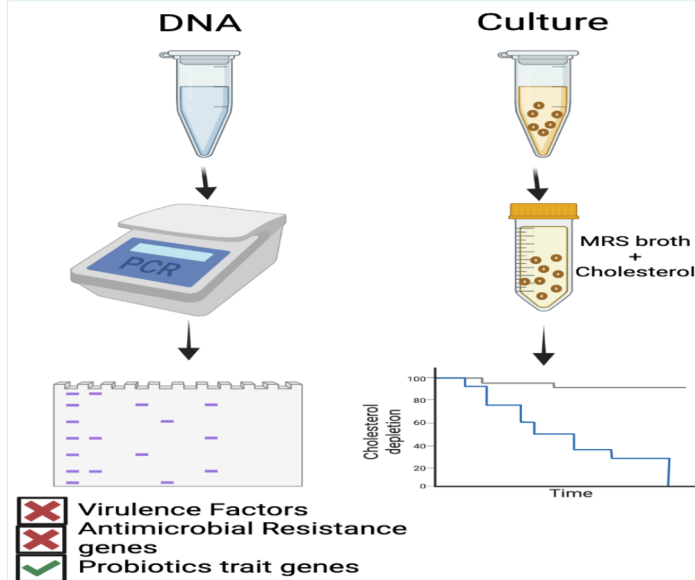 DNA
Culture
PCR
MRS broth
+
Cholesterol
Cholesterol
depletion
100
80
60
40
20
0
Time
Virulence Factors
Antimicrobial Resistance
genes
Probiotics trait genes